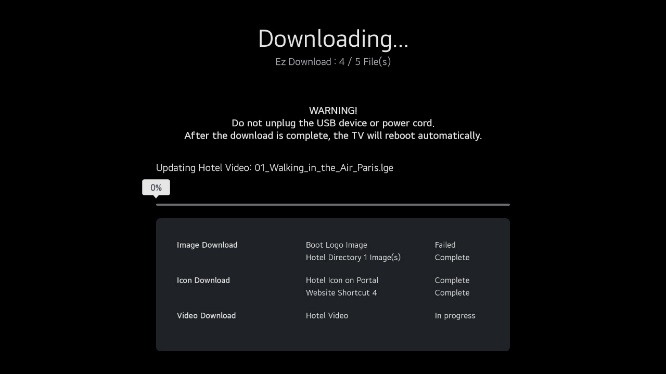 Downloading...
Ez Download : 4 / 5 File(s)
WARNING!
Do not unplug the USB device or power cord.
After the download is complete, the TV will reboot automatically.
Updating Hotel Video: 01_Walking_in_the_Air_Paris.lge
0%
Image Download Boot Logo Image Failed
Hotel Directory 1 Image(s) Complete
Icon Download Hotel Icon on Portal Complete
Website Shortcut 4 Complete
Video Download Hotel Video In progress